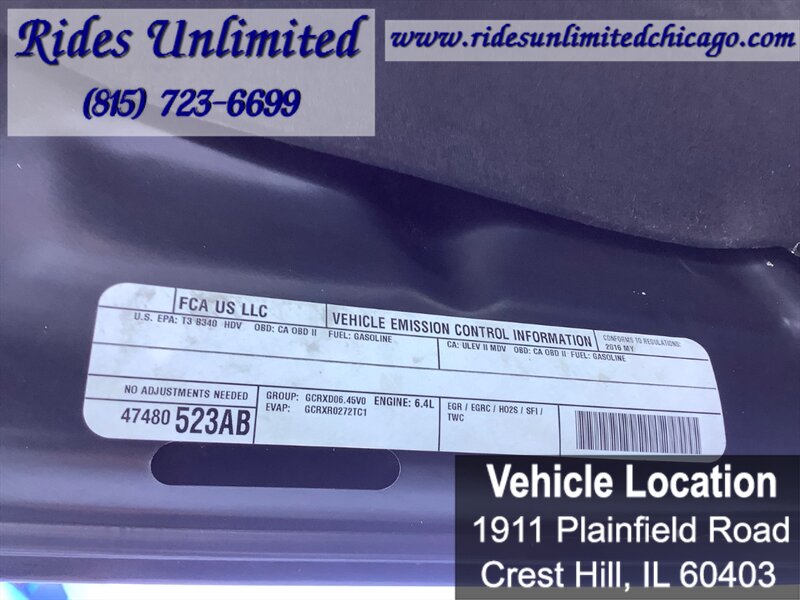 Rides Unlimited
(815) 723-6699
www.ridesunlimitedchicago.com
FCA US LLC
VEHICLE EMISSION CONTROL INFORMATION
CONFORMS TO REGULATIONS:
2016 MY
U.S. EPA: T3 B340 HDV OBD: CA OBD II FUEL: GASOLINE
CA: ULEV II MDV OBD: CA OBD II FUEL: GASOLINE
NO ADJUSTMENTS NEEDED
47480 523AB
GROUP: GCRXD06.45V0 ENGINE: 6.4L
EVAP: GCRXR0272TC1
EGR / EGRC / HO2S / SFI /
TWC
Vehicle Location
1911 Plainfield Road
Crest Hill, IL 60403